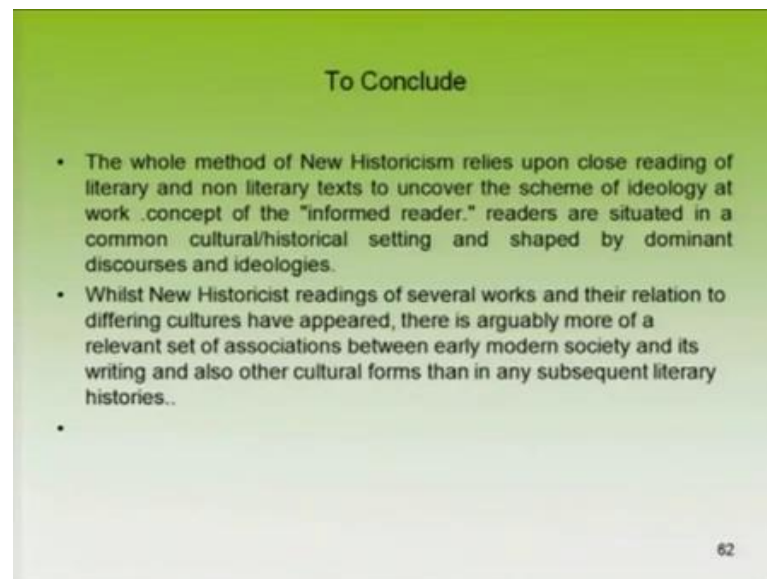 To Conclude
• The whole method of New Historicism relies upon close reading of
literary and non literary texts to uncover the scheme of ideology at
work .concept of the "informed reader." readers are situated in a
common cultural/historical setting and shaped by dominant
discourses and ideologies.
• Whilst New Historicist readings of several works and their relation to
differing cultures have appeared, there is arguably more of a
relevant set of associations between early modern society and its
writing and also other cultural forms than in any subsequent literary
histories..
•
62